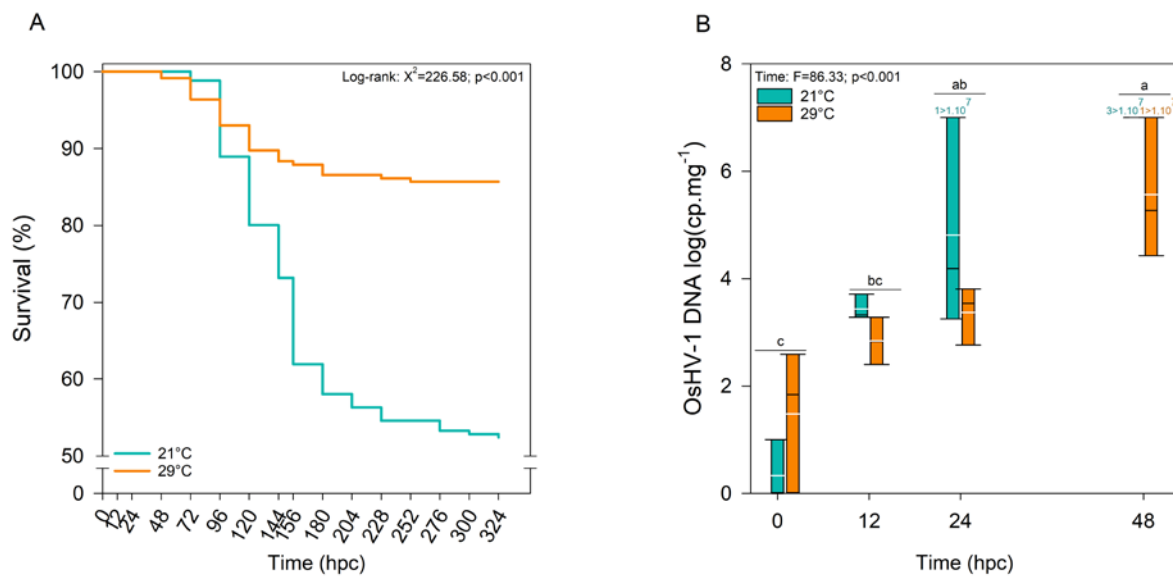 A
Log-rank: X²=226.58; p<0.001
Survival (%)
100
90
80
70
60
50
0
21°C
29°C
0
12
24
48
72
96
120
144
156
180
204
228
252
276
300
324
Time (hpc)
B
OsHV-1 DNA log(cp.mg⁻¹)
8
6
4
2
0
Time: F=86.33; p<0.001
21°C
29°C
c
bc
ab
1>1.10⁷
a
3>1.10⁷ 1>1.10⁷
0
12
24
48
Time (hpc)